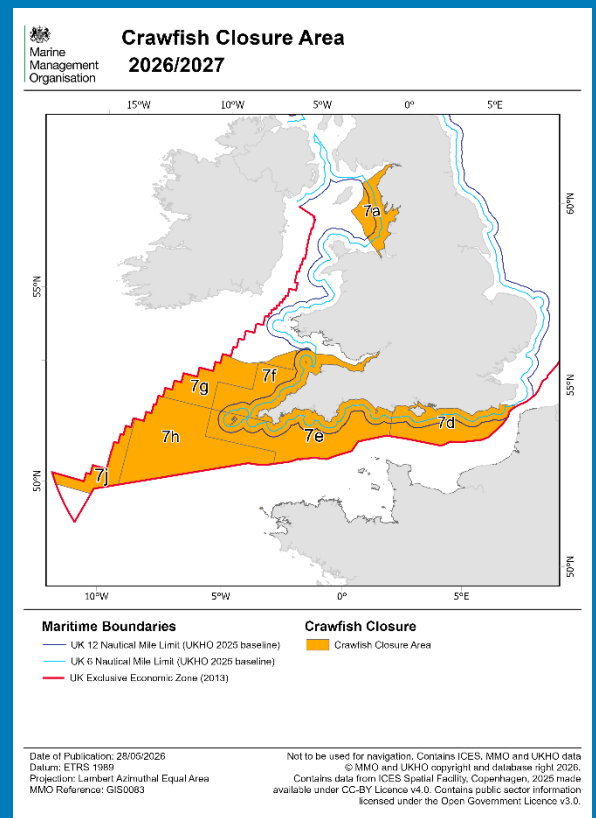 Marine
Management
Organisation
Crawfish Closure Area
2026/2027
15°W 10°W 5°W 0° 5°E
60°N
55°N
55°N
50°N
50°N
7a
7g
7f
7h
7e
7d
7j
10°W 5°W 0° 5°E
Maritime Boundaries
UK 12 Nautical Mile Limit (UKHO 2025 baseline)
UK 6 Nautical Mile Limit (UKHO 2025 baseline)
UK Exclusive Economic Zone (2013)
Crawfish Closure
Crawfish Closure Area
Date of Publication: 28/05/2026
Datum: ETRS 1989
Projection: Lambert Azimuthal Equal Area
MMO Reference: GIS0083
Not to be used for navigation. Contains ICES, MMO and UKHO data
© MMO and UKHO copyright and database right 2026.
Contains data from ICES Spatial Facility, Copenhagen, 2025 made
available under CC-BY Licence v4.0. Contains public sector information
licensed under the Open Government Licence v3.0.